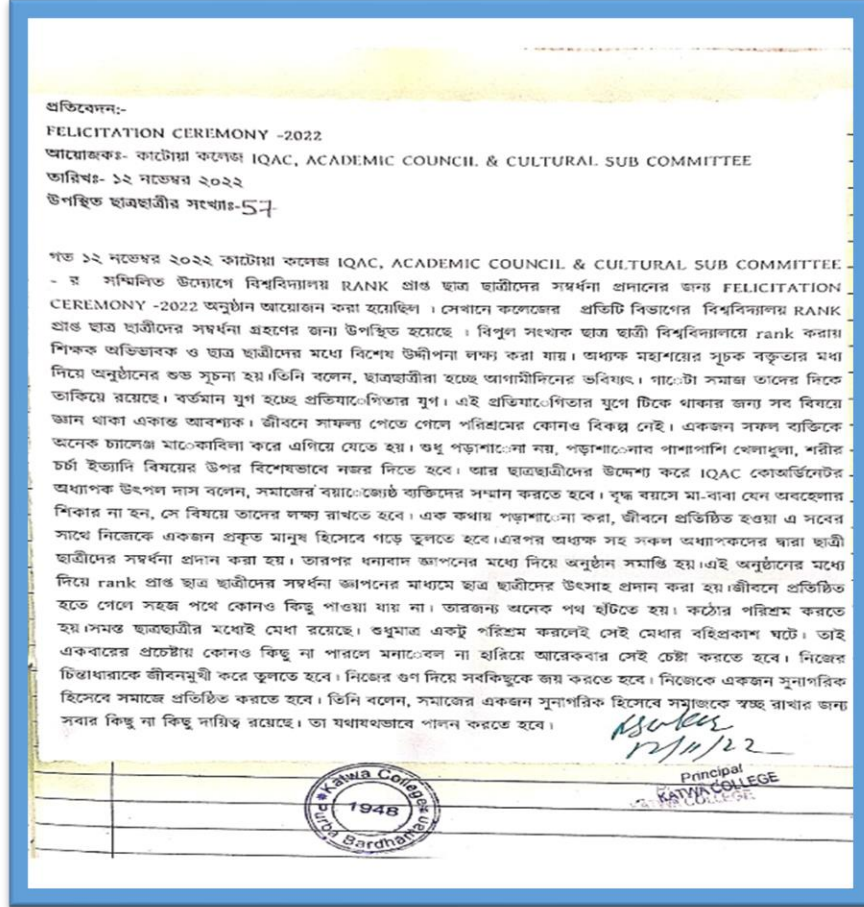 প্রতিবেদন:-
FELICITATION CEREMONY -2022
আয়োজকঃ- কাটোয়া কলেজ IQAC, ACADEMIC COUNCIL & CULTURAL SUB COMMITTEE
তারিখঃ- ১২ নভেম্বর ২০২২
উপস্থিত ছাত্রছাত্রীর সংখ্যাঃ-57
গত ১২ নভেম্বর ২০২২ কাটোয়া কলেজ IQAC, ACADEMIC COUNCIL & CULTURAL SUB COMMITTEE -
- র সম্মিলিত উদ্যোগে বিশ্ববিদ্যালয় RANK প্রাপ্ত ছাত্র ছাত্রীদের সম্বর্ধনা প্রদানের জন্য FELICITATION
CEREMONY -2022 অনুষ্ঠান আয়োজন করা হয়েছিল । সেখানে কলেজের প্রতিটি বিভাগের বিশ্ববিদ্যালয় RANK
প্রাপ্ত ছাত্র ছাত্রীদের সম্বর্ধনা গ্রহণের জন্য উপস্থিত হয়েছে । বিপুল সংখ্যক ছাত্র ছাত্রী বিশ্ববিদ্যালয়ে rank করায়
শিক্ষক অভিভাবক ও ছাত্র ছাত্রীদের মধ্যে বিশেষ উদ্দীপনা লক্ষ্য করা যায়। অধ্যক্ষ মহাশয়ের সূচক বক্তৃতার মধ
দিয়ে অনুষ্ঠানের শুভ সূচনা হয়।তিনি বলেন, ছাত্রছাত্রীরা হচ্ছে আগামীদিনের ভবিষ্যৎ। গাোটা সমাজ তাদের দিকে
তাকিয়ে রয়েছে। বর্তমান যুগ হচ্ছে প্রতিযাোগিতার যুগ। এই প্রতিযাোগিতার যুগে টিকে থাকার জন্য সব বিষয়ে
জ্ঞান থাকা একান্ত আবশ্যক। জীবনে সাফল্য পেতে গেলে পরিশ্রমের কোনও বিকল্প নেই। একজন সফল ব্যক্তিকে
অনেক চ্যালেঞ্জ মাোকাবিলা করে এগিয়ে যেতে হয়। শুধু পড়াশাোনা নয়, পড়াশাোনাব পাশাপাশি খেলাধুলা, শরীর
চর্চা ইত্যাদি বিষয়ের উপর বিশেষভাবে নজর দিতে হবে। আর ছাত্রছাত্রীদের উদ্দেশ্য করে IQAC কোঅর্ডিনেটর
অধ্যাপক উৎপল দাস বলেন, সমাজের বয়াোজ্যেষ্ঠ ব্যক্তিদের সম্মান করতে হবে। বৃদ্ধ বয়সে মা-বাবা যেন অবহেলার
শিকার না হন, সে বিষয়ে তাদের লক্ষ্য রাখতে হবে। এক কথায় পড়াশাোনা করা, জীবনে প্রতিষ্ঠিত হওয়া এ সবের
সাথে নিজেকে একজন প্রকৃত মানুষ হিসেবে গড়ে তুলতে হবে।এরপর অধ্যক্ষ সহ সকল অধ্যাপকদের দ্বারা ছাত্রী
ছাত্রীদের সম্বর্ধনা প্রদান করা হয়। তারপর ধন্যবাদ জ্ঞাপনের মধ্যে দিয়ে অনুষ্ঠান সমাপ্তি হয়।এই অনুষ্ঠানের মধ্যে
দিয়ে rank প্রাপ্ত ছাত্র ছাত্রীদের সম্বর্ধনা জ্ঞাপনের মাধ্যমে ছাত্র ছাত্রীদের উৎসাহ প্রদান করা হয়।জীবনে প্রতিষ্ঠিত
হতে গেলে সহজ পথে কোনও কিছু পাওয়া যায় না। তারজন্য অনেক পথ হাঁটতে হয়। কঠোর পরিশ্রম করতে
হয়।সমস্ত ছাত্রছাত্রীর মধ্যেই মেধা রয়েছে। শুধুমাত্র একটু পরিশ্রম করলেই সেই মেধার বহিপ্রকাশ ঘটে। তাই
একবারের প্রচেষ্টায় কোনও কিছু না পারলে মনাোবল না হারিয়ে আরেকবার সেই চেষ্টা করতে হবে। নিজের
চিন্তাধারাকে জীবনমুখী করে তুলতে হবে। নিজের গুণ দিয়ে সবকিছুকে জয় করতে হবে। নিজেকে একজন সুনাগরিক
হিসেবে সমাজে প্রতিষ্ঠিত করতে হবে। তিনি বলেন, সমাজের একজন সুনাগরিক হিসেবে সমাজকে স্বচ্ছ রাখার জন্য
সবার কিছু না কিছু দায়িত্ব রয়েছে। তা যথাযথভাবে পালন করতে হবে।
12/11/22
Principal
KATWA COLLEGE
Katwa College
1948
Purba Bardhaman